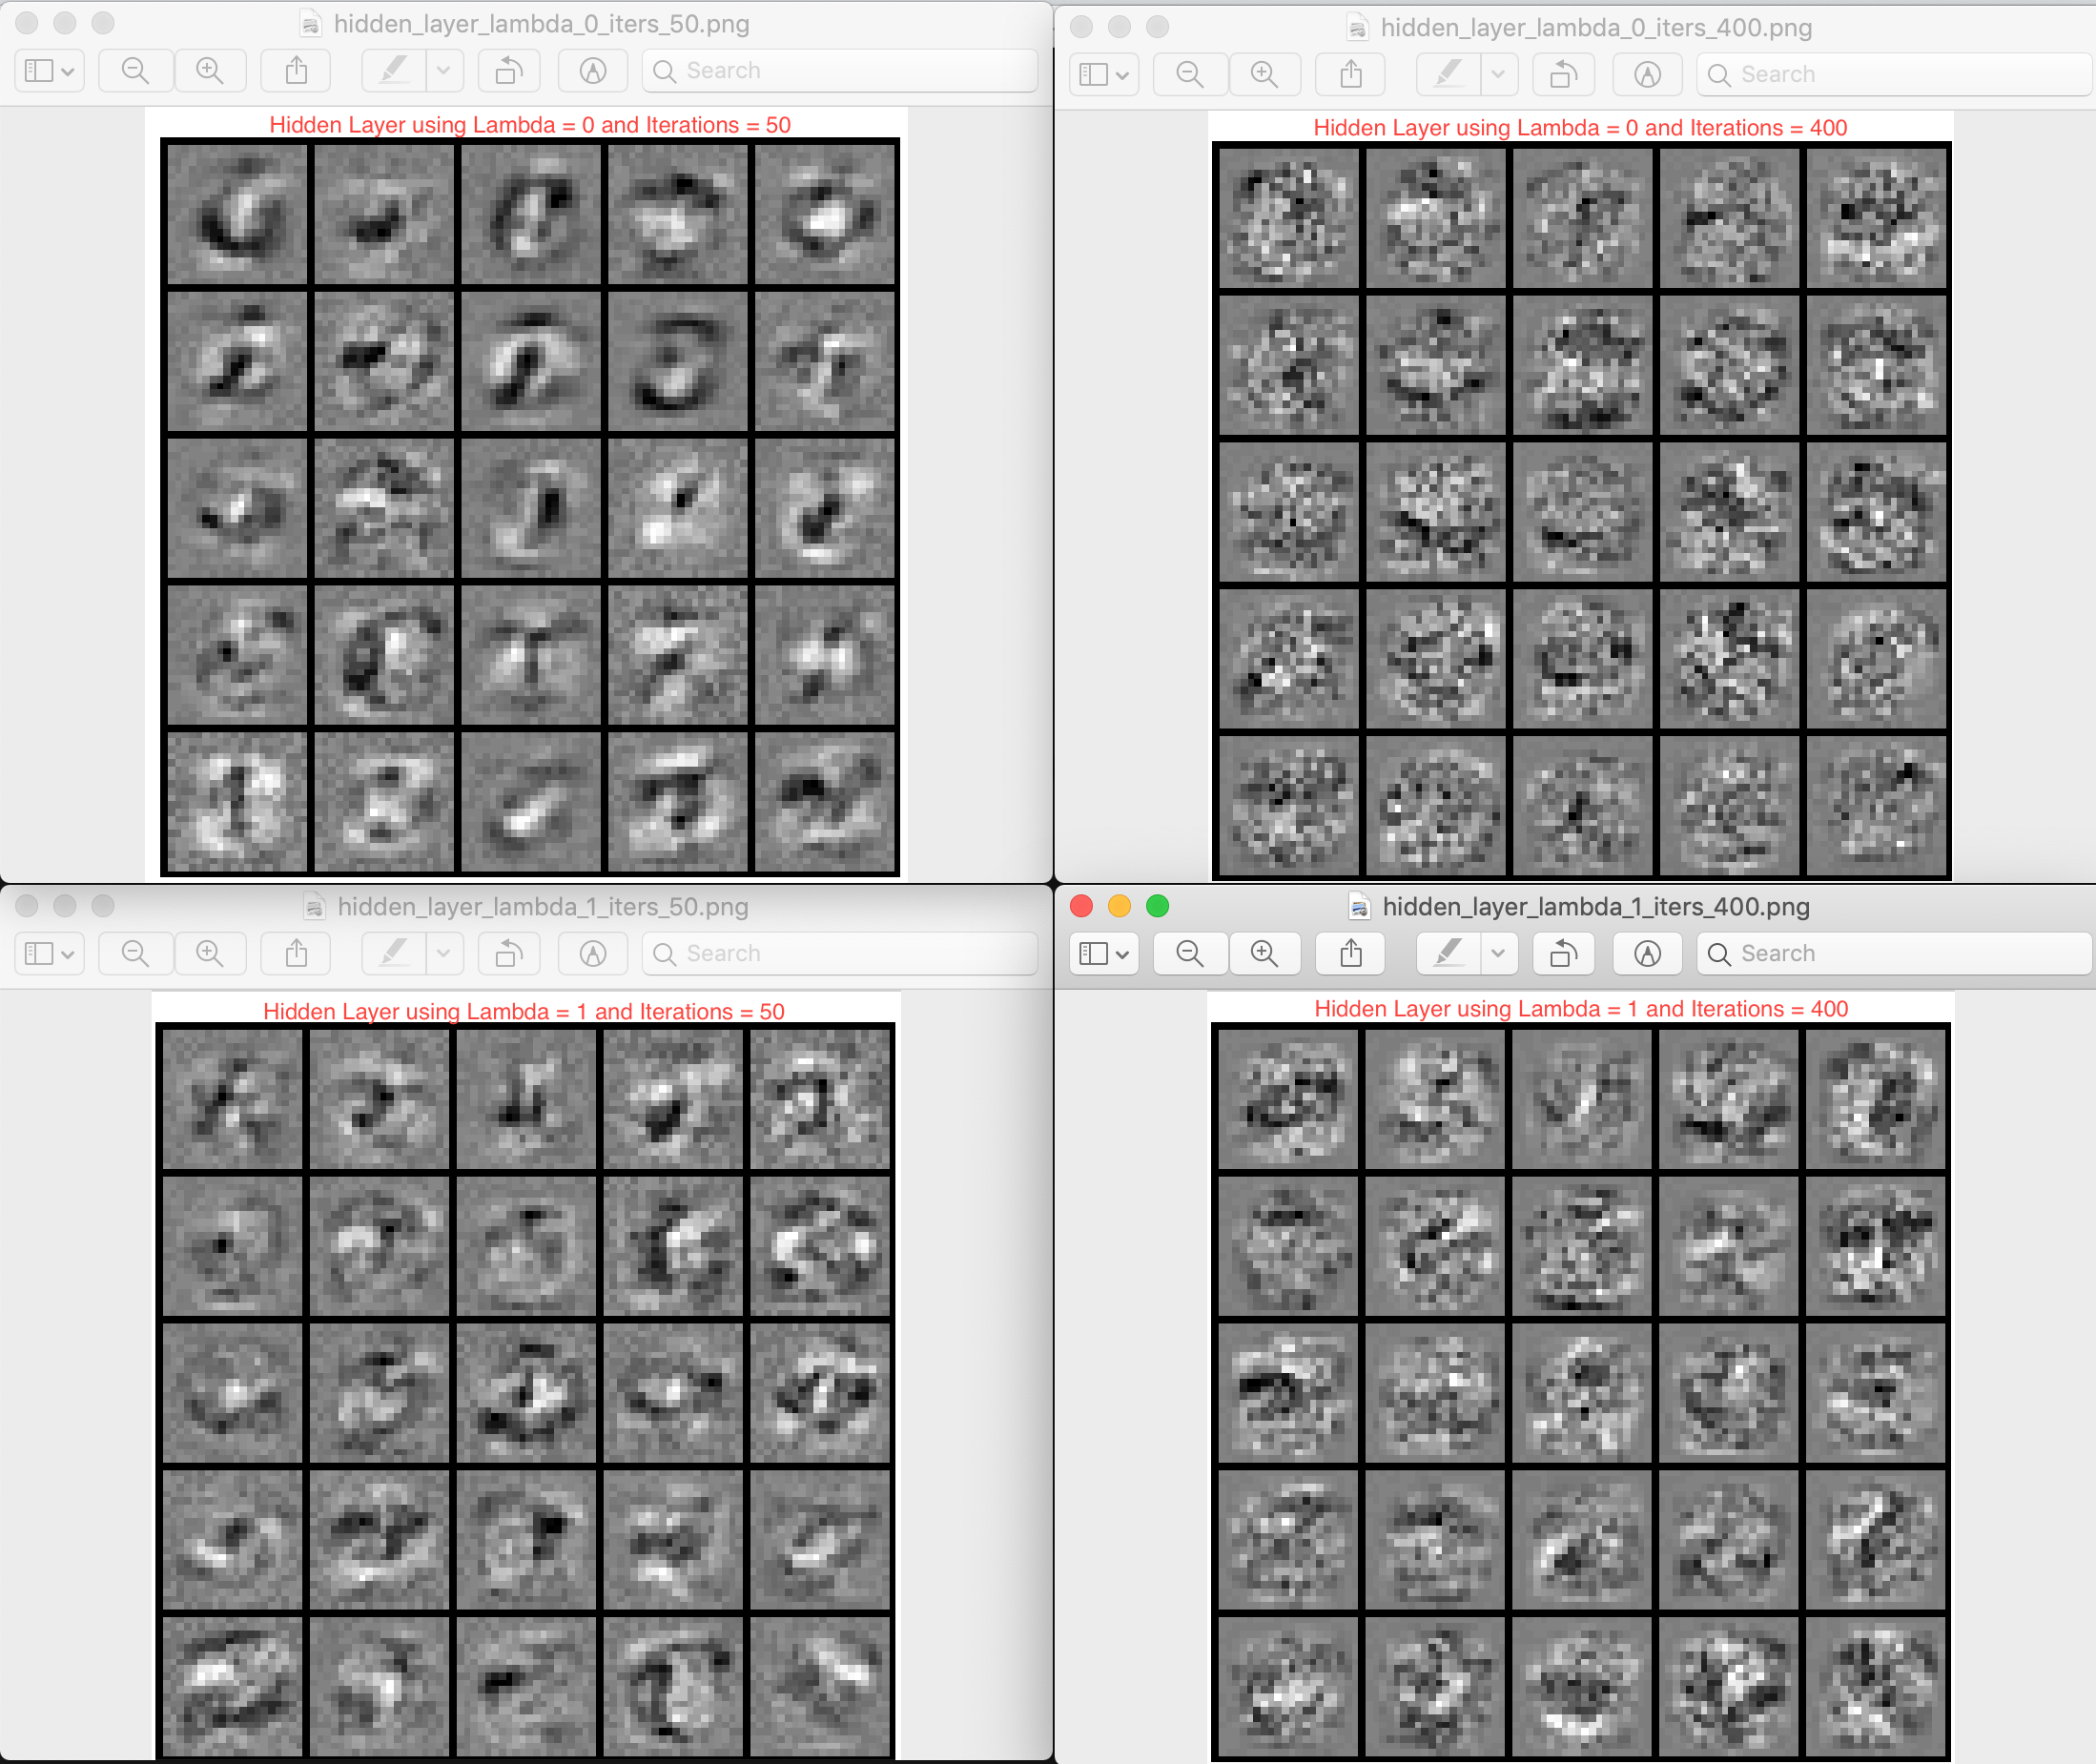 hidden_layer_lambda_0_iters_50.png
Search
Hidden Layer using Lambda = 0 and Iterations = 50
hidden_layer_lambda_0_iters_400.png
Search
Hidden Layer using Lambda = 0 and Iterations = 400
hidden_layer_lambda_1_iters_50.png
Search
Hidden Layer using Lambda = 1 and Iterations = 50
hidden_layer_lambda_1_iters_400.png
Search
Hidden Layer using Lambda = 1 and Iterations = 400